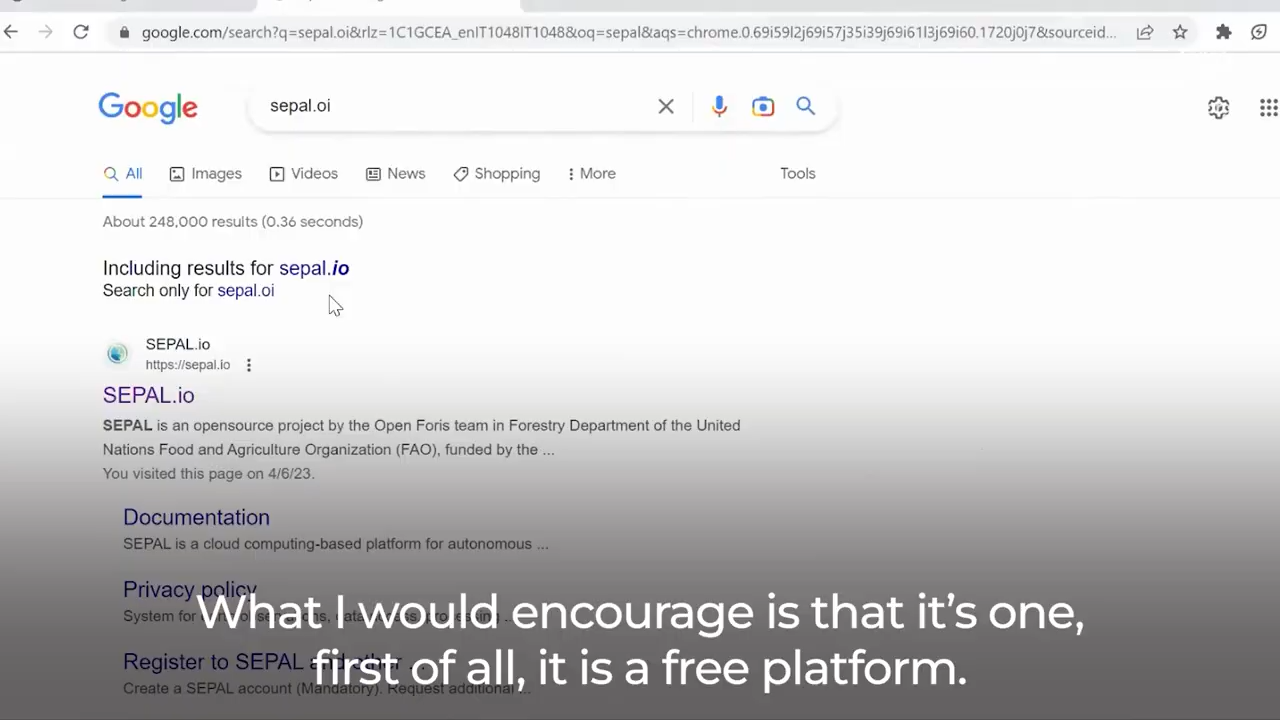 google.com/search?q=sepal.oi&rlz=1C1GCEA_enIT1048IT1048&oq=sepal&aqs=chrome.0.69i59l2j69i57j35i39j69i61l3j69i60.1720j0j7&sourceid...
Google
sepal.oi
All
Images
Videos
News
Shopping
More
Tools
About 248,000 results (0.36 seconds)
Including results for sepal.io
Search only for sepal.oi
SEPAL.io
https://sepal.io
SEPAL.io
SEPAL is an opensource project by the Open Foris team in Forestry Department of the United
Nations Food and Agriculture Organization (FAO), funded by the ...
You visited this page on 4/6/23.
Documentation
SEPAL is a cloud computing-based platform for autonomous ...
Privacy policy
System for
processing ...
Register to SEPAL and other ...
Create a SEPAL account (Mandatory). Request additional ...
What I would encourage is that it's one,
first of all, it is a free platform.